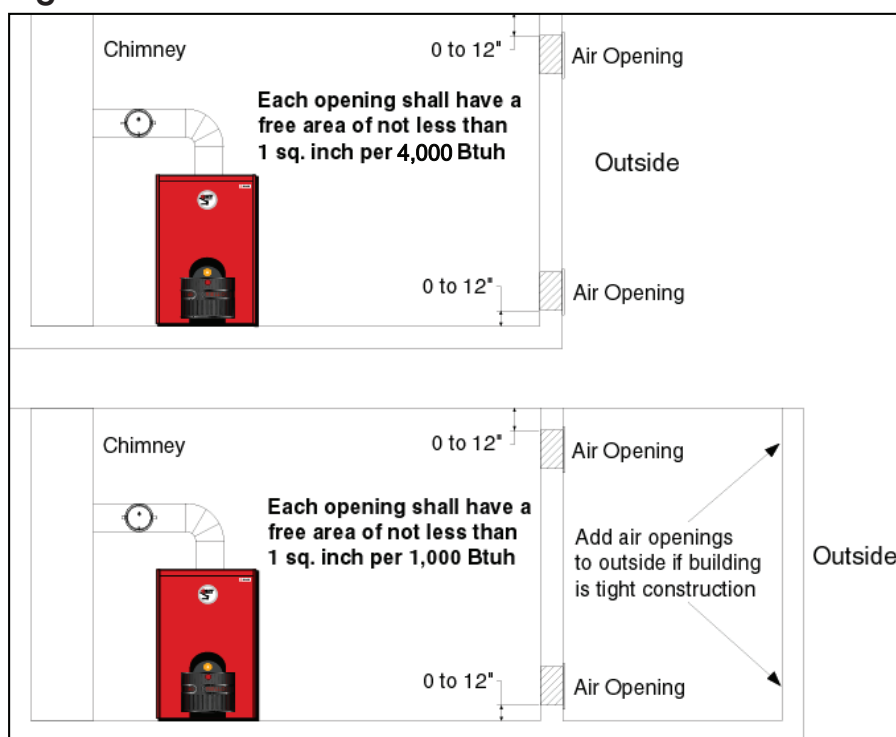 Chimney
0 to 12"
Air Opening
Each opening shall have a
free area of not less than
1 sq. inch per 4,000 Btuh
Outside
0 to 12"
Air Opening
Chimney
0 to 12"
Air Opening
Each opening shall have a
free area of not less than
1 sq. inch per 1,000 Btuh
Add air openings
to outside if building
is tight construction
Outside
0 to 12"
Air Opening